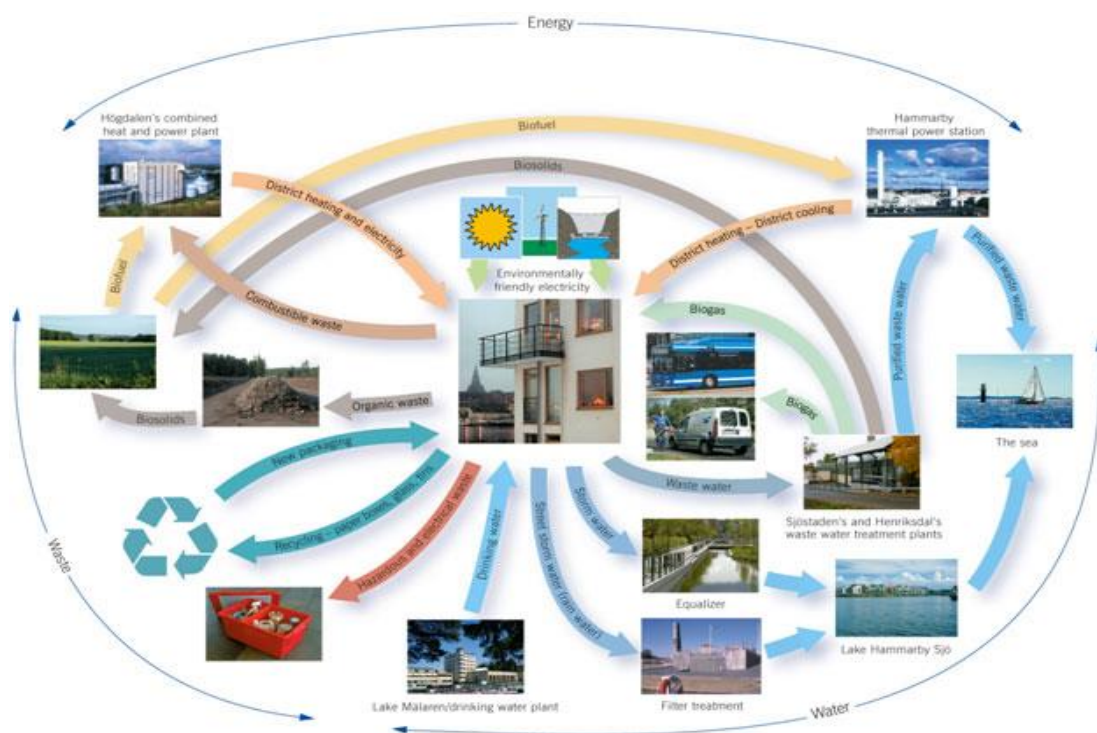 Energy
Högdalen's combined
heat and power plant
Hammarby
thermal power station
Biofuel
Biosolids
District heating and electricity
District heating – District cooling
Environmentally
friendly electricity
Biofuel
Combustible waste
Biogas
Purified waste water
Purified waste water
Biogas
Organic waste
Biosolids
The sea
New packaging
Waste water
Sjöstaden's and Henriksdal's
waste water treatment plants
Recycling – paper boxes, glass, tins
Hazardous and electrical waste
Drinking water
Street storm water (rain water)
Storm water
Waste
Equalizer
Lake Hammarby Sjö
Lake Mälaren/drinking water plant
Filter treatment
Water